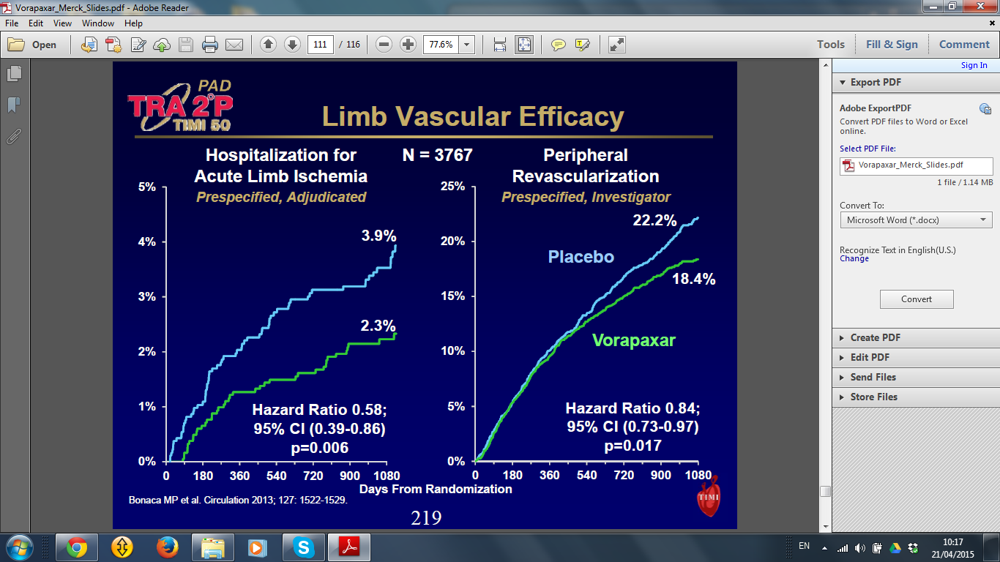 Vorapaxar_Merck_Slides.pdf - Adobe Reader
File Edit View Window Help
Open 111 / 116 77.6% Tools Fill & Sign Comment
Sign In
Export PDF
Adobe ExportPDF
Convert PDF files to Word or Excel
online.
Select PDF File:
Vorapaxar_Merck_Slides.pdf
1 file / 1.14 MB
Convert To:
Microsoft Word (*.docx)
Recognize Text in English(U.S.)
Change
Convert
Create PDF
Edit PDF
Send Files
Store Files
PAD
TRA 2°P
TIMI 50
Limb Vascular Efficacy
Hospitalization for
Acute Limb Ischemia
Prespecified, Adjudicated
N = 3767
Peripheral
Revascularization
Prespecified, Investigator
5%
4%
3%
2%
1%
0%
3.9%
2.3%
Hazard Ratio 0.58;
95% CI (0.39-0.86)
p=0.006
0 180 360 540 720 900 1080
25%
20%
15%
10%
5%
0%
22.2%
Placebo
18.4%
Vorapaxar
Hazard Ratio 0.84;
95% CI (0.73-0.97)
p=0.017
0 180 360 540 720 900 1080
Days From Randomization
Bonaca MP et al. Circulation 2013; 127: 1522-1529.
TIMI
219
EN
10:17
21/04/2015